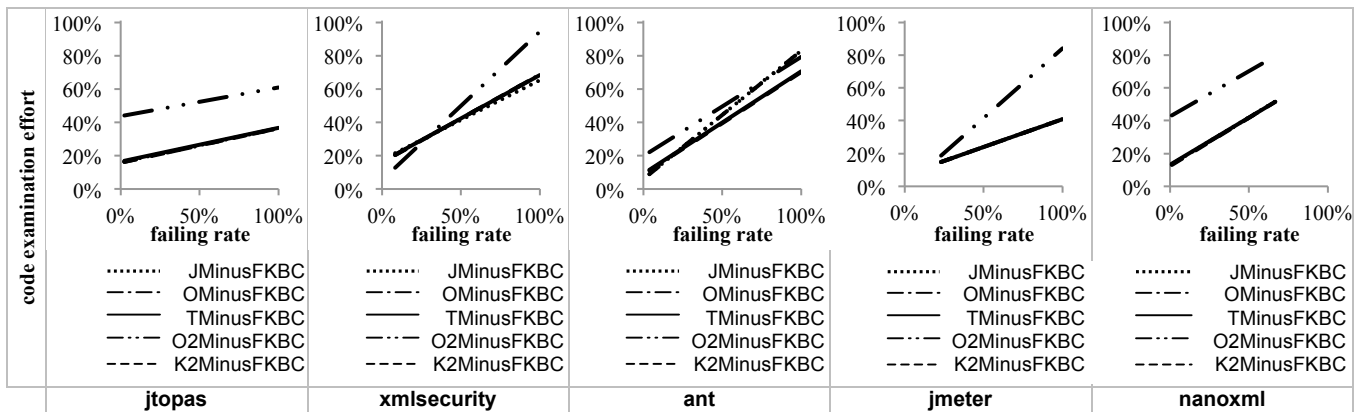 code examination effort
100%
80%
60%
40%
20%
0%
0% 50% 100%
failing rate
JMinusFKBC
OMinusFKBC
TMinusFKBC
O2MinusFKBC
K2MinusFKBC
jtopas
100%
80%
60%
40%
20%
0%
0% 50% 100%
failing rate
JMinusFKBC
OMinusFKBC
TMinusFKBC
O2MinusFKBC
K2MinusFKBC
xmlsecurity
100%
80%
60%
40%
20%
0%
0% 50% 100%
failing rate
JMinusFKBC
OMinusFKBC
TMinusFKBC
O2MinusFKBC
K2MinusFKBC
ant
100%
80%
60%
40%
20%
0%
0% 50% 100%
failing rate
JMinusFKBC
OMinusFKBC
TMinusFKBC
O2MinusFKBC
K2MinusFKBC
jmeter
100%
80%
60%
40%
20%
0%
0% 50% 100%
failing rate
JMinusFKBC
OMinusFKBC
TMinusFKBC
O2MinusFKBC
K2MinusFKBC
nanoxml